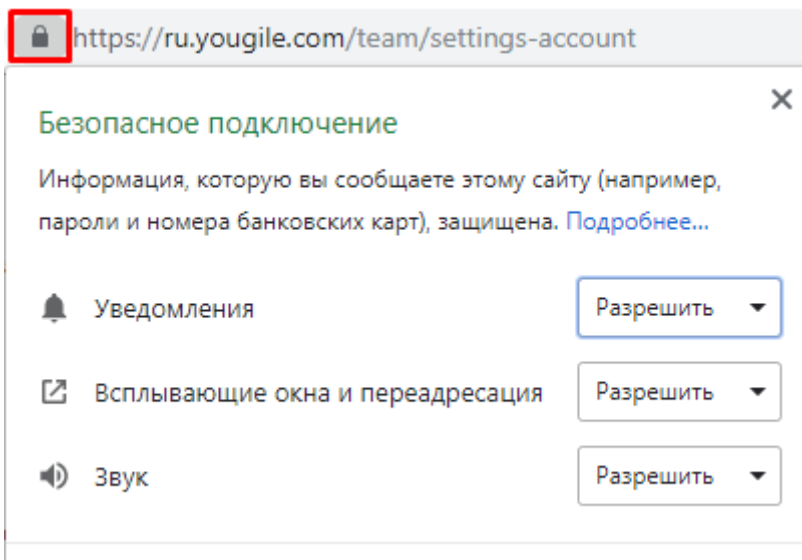 https://ru.yougile.com/team/settings-account
Безопасное подключение
Информация, которую вы сообщаете этому сайту (например,
пароли и номера банковских карт), защищена. Подробнее...
Уведомления Разрешить
Всплывающие окна и переадресация Разрешить
Звук Разрешить